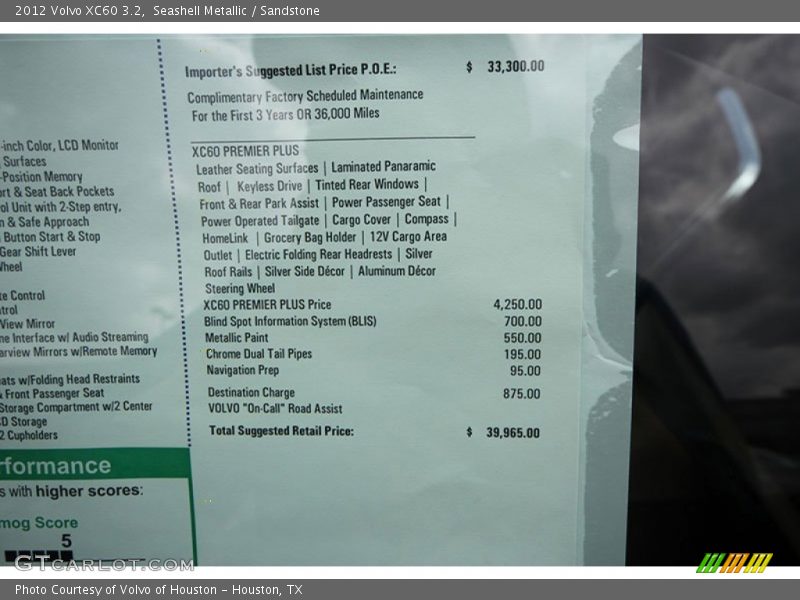 2012 Volvo XC60 3.2, Seashell Metallic / Sandstone
-inch Color, LCD Monitor
Surfaces
-Position Memory
rt & Seat Back Pockets
ol Unit with 2-Step entry,
n & Safe Approach
Button Start & Stop
Gear Shift Lever
Wheel
te Control
trol
View Mirror
ne Interface w/ Audio Streaming
arview Mirrors w/Remote Memory
ats w/Folding Head Restraints
& Front Passenger Seat
Storage Compartment w/2 Center
CD Storage
2 Cupholders
rformance
s with higher scores:
mog Score
5
Importer's Suggested List Price P.O.E.: $ 33,300.00
Complimentary Factory Scheduled Maintenance
For the First 3 Years OR 36,000 Miles
XC60 PREMIER PLUS
Leather Seating Surfaces | Laminated Panaramic
Roof | Keyless Drive | Tinted Rear Windows |
Front & Rear Park Assist | Power Passenger Seat |
Power Operated Tailgate | Cargo Cover | Compass |
HomeLink | Grocery Bag Holder | 12V Cargo Area
Outlet | Electric Folding Rear Headrests | Silver
Roof Rails | Silver Side Décor | Aluminum Décor
Steering Wheel
XC60 PREMIER PLUS Price 4,250.00
Blind Spot Information System (BLIS) 700.00
Metallic Paint 550.00
Chrome Dual Tail Pipes 195.00
Navigation Prep 95.00
Destination Charge 875.00
VOLVO "On-Call" Road Assist
Total Suggested Retail Price: $ 39,965.00
GTCARLOT.COM
Photo Courtesy of Volvo of Houston - Houston, TX